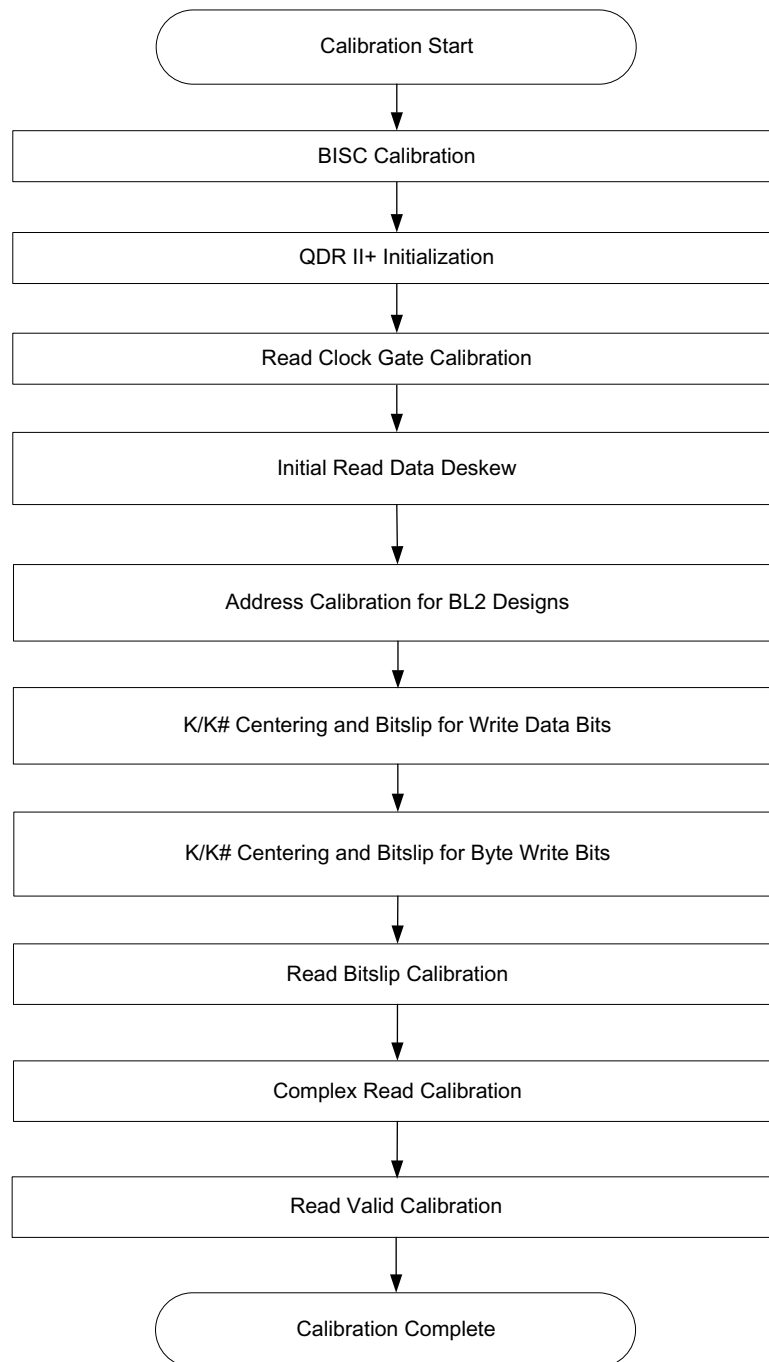 Calibration Start
BISC Calibration
QDR II+ Initialization
Read Clock Gate Calibration
Initial Read Data Deskew
Address Calibration for BL2 Designs
K/K# Centering and Bitslip for Write Data Bits
K/K# Centering and Bitslip for Byte Write Bits
Read Bitslip Calibration
Complex Read Calibration
Read Valid Calibration
Calibration Complete